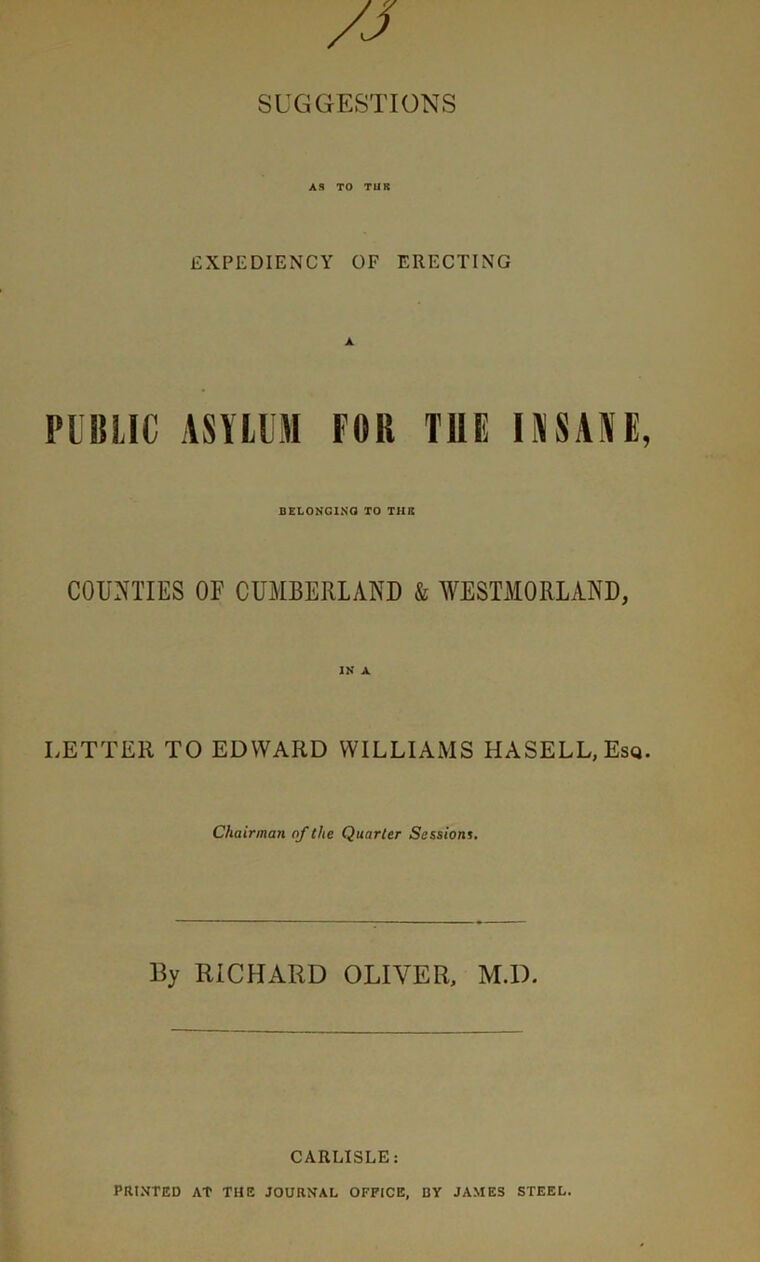 13
SUGGESTIONS
AS TO THE
EXPEDIENCY OF ERECTING
A
PUBLIC ASYLUM FOR THE INSANE,
BELONGING TO THE
COUNTIES OF CUMBERLAND & WESTMORLAND,
IN A
LETTER TO EDWARD WILLIAMS HASELL, Esq.
Chairman of the Quarter Sessions.
By RICHARD OLIVER, M.D.
CARLISLE:
PRINTED AT THE JOURNAL OFFICE, BY JAMES STEEL.